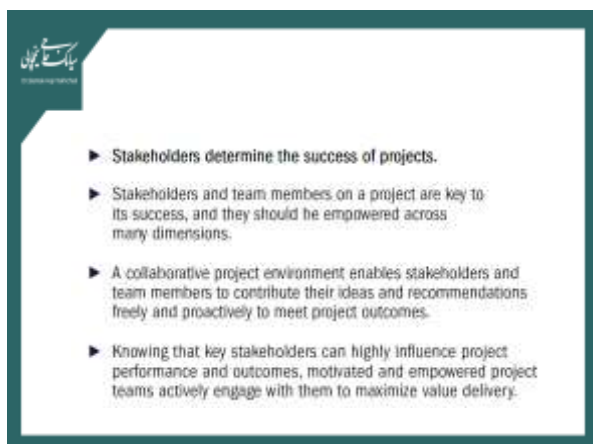 سیامک حاجی یخچالی
► Stakeholders determine the success of projects.
► Stakeholders and team members on a project are key to
its success, and they should be empowered across
many dimensions.
► A collaborative project environment enables stakeholders and
team members to contribute their ideas and recommendations
freely and proactively to meet project outcomes.
► Knowing that key stakeholders can highly influence project
performance and outcomes, motivated and empowered project
teams actively engage with them to maximize value delivery.